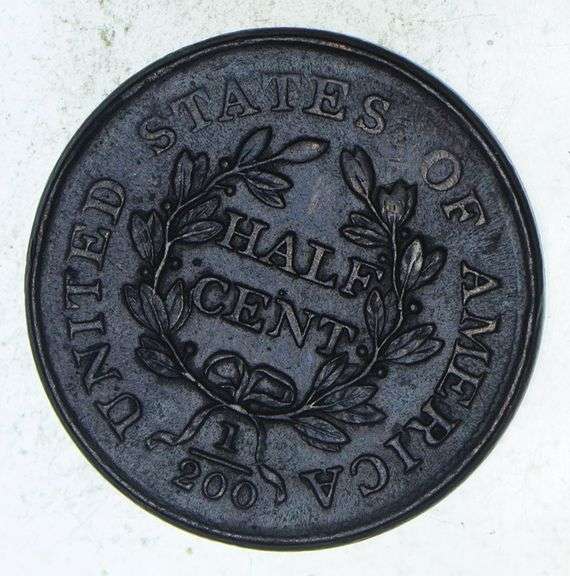 UNITED STATES OF AMERICA
HALF
CENT.
1
200